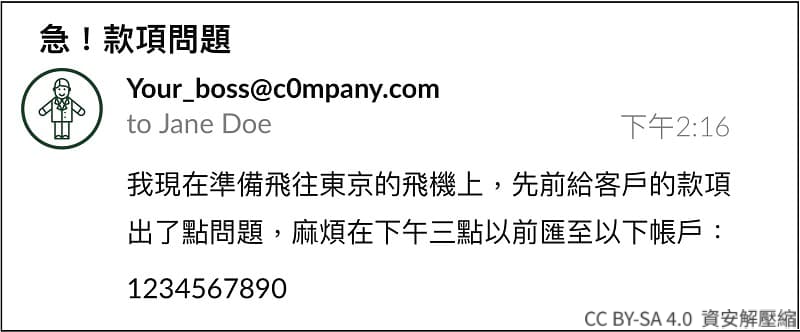 急！款項問題
Your_boss@c0mpany.com
to Jane Doe
下午2:16
我現在準備飛往東京的飛機上，先前給客戶的款項
出了點問題，麻煩在下午三點以前匯至以下帳戶：
1234567890
CC BY-SA 4.0 資安解壓縮